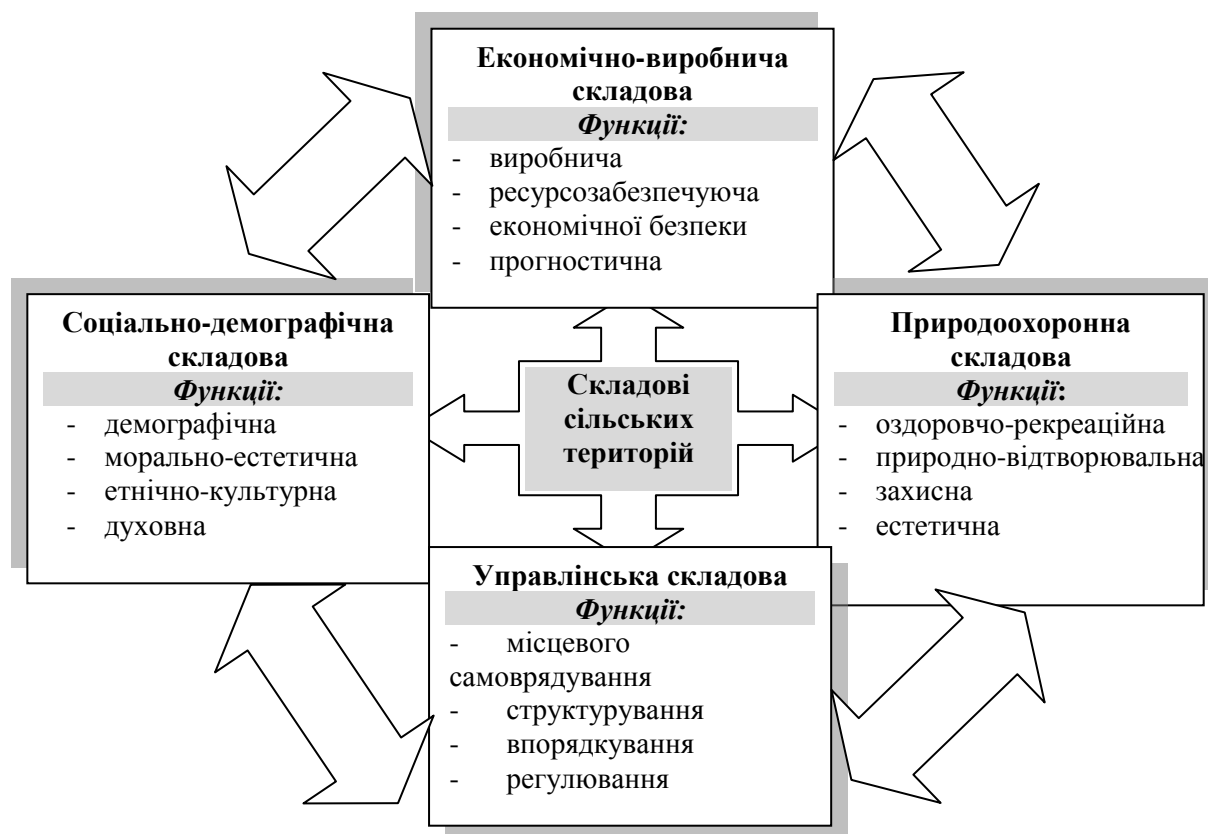 Економічно-виробнича
складова
Функції:
- виробнича
- ресурсозабезпечуюча
- економічної безпеки
- прогностична
Соціально-демографічна
складова
Функції:
- демографічна
- морально-естетична
- етнічно-культурна
- духовна
Складові
сільських
територій
Природоохоронна
складова
Функції:
- оздоровчо-рекреаційна
- природно-відтворювальна
- захисна
- естетична
Управлінська складова
Функції:
- місцевого
самоврядування
- структурування
- впорядкування
- регулювання